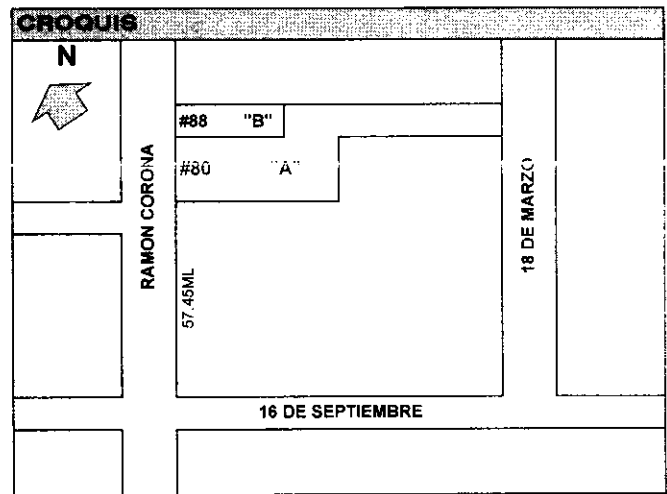 CROQUIS
N
#88 "B"
#80 "A"
RAMON CORONA
18 DE MARZO
57.45ML
16 DE SEPTIEMBRE